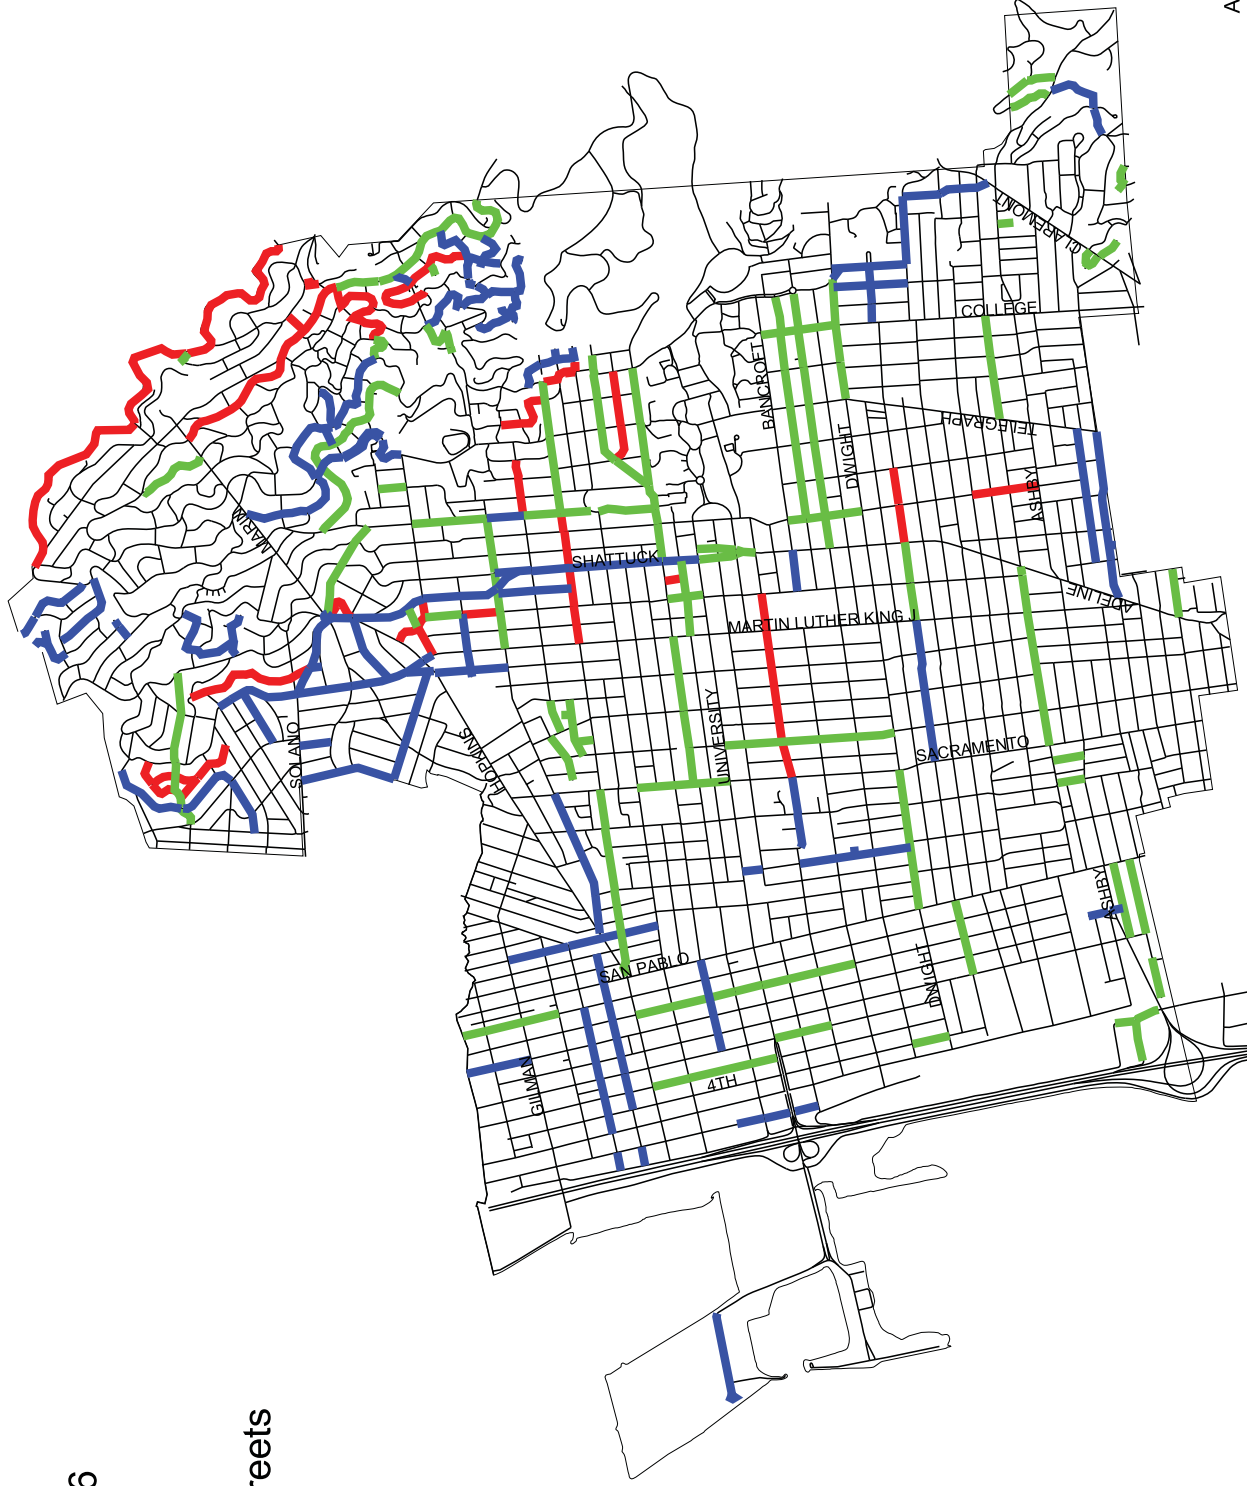 A
MARIN
SHATTUCK
BANCROFT
DWIGHT
COLLEGE
CLAREMONT
TELEGRAPH
ASHBY
ADELINE
MARTIN LUTHER KING J
SOLANO
HOPKINS
UNIVERSITY
SACRAMENTO
SAN PABLO
DWIGHT
ASHBY
GILMAN
4TH
6
reets